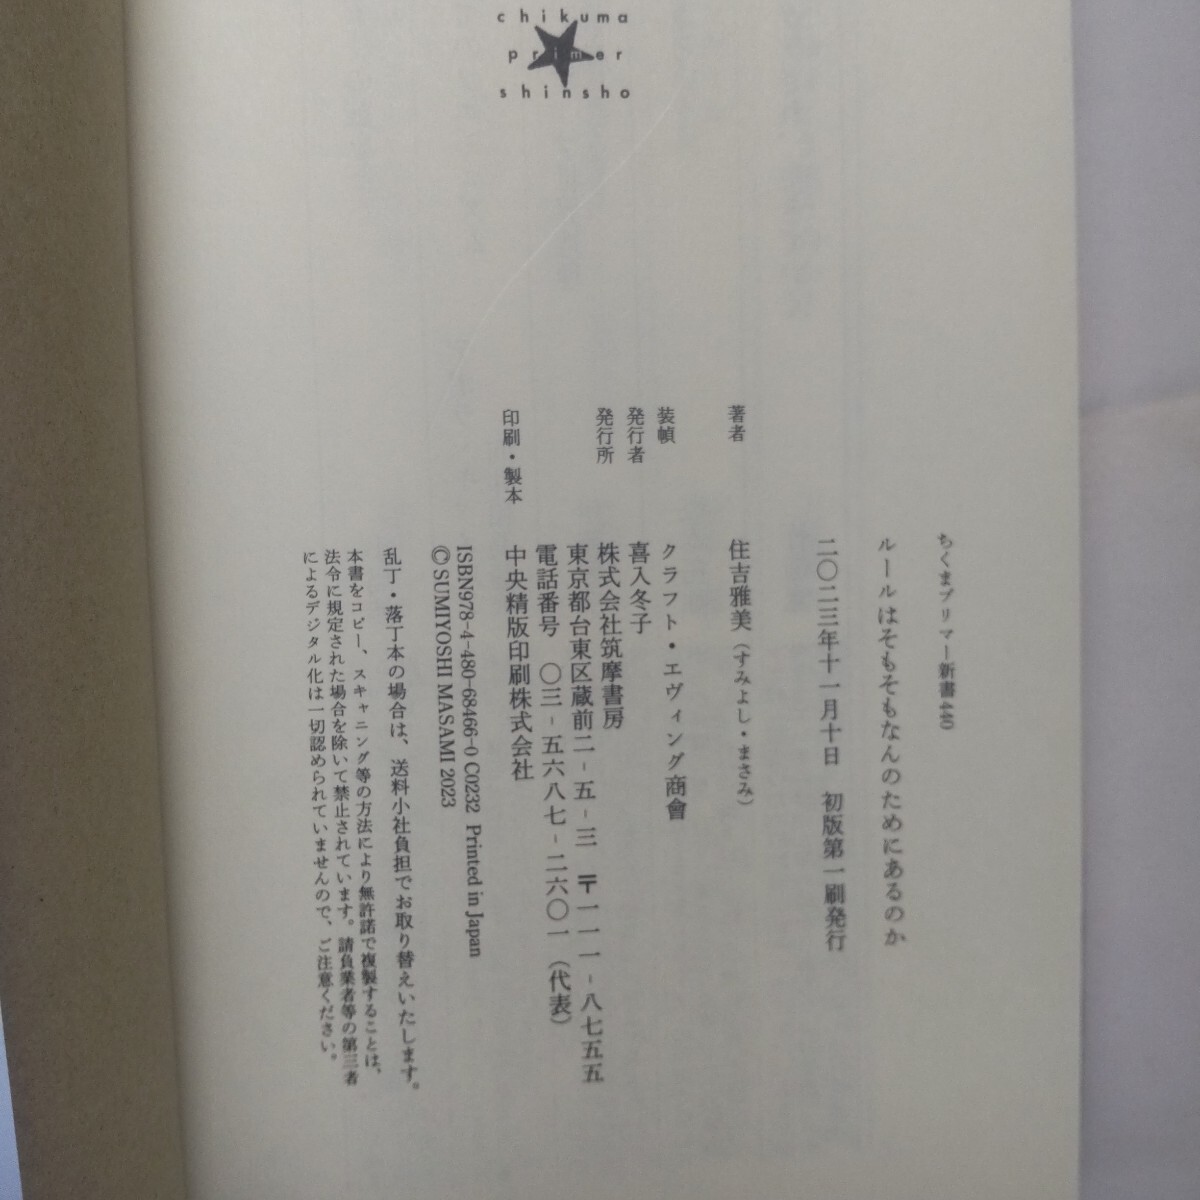 chikuma
primer
shinsho
ちくまプリマー新書440
ルールはそもそもなんのためにあるのか
二〇二三年十一月十日　初版第一刷発行
著者　住吉雅美（すみよし・まさみ）
装幀　クラフト・エヴィング商會
発行者　喜入冬子
発行所　株式会社筑摩書房
東京都台東区蔵前二-五-三　〒一一一-八七五五
電話番号　〇三-五六八七-二六〇一（代表）
印刷・製本　中央精版印刷株式会社
ISBN978-4-480-68466-0 C0232 Printed in Japan
©SUMIYOSHI MASAMI 2023
乱丁・落丁本の場合は、送料小社負担でお取り替えいたします。
本書をコピー、スキャニング等の方法により無許諾で複製することは、
法令に規定された場合を除いて禁止されています。請負業者等の第三者
によるデジタル化は一切認められていませんので、ご注意ください。